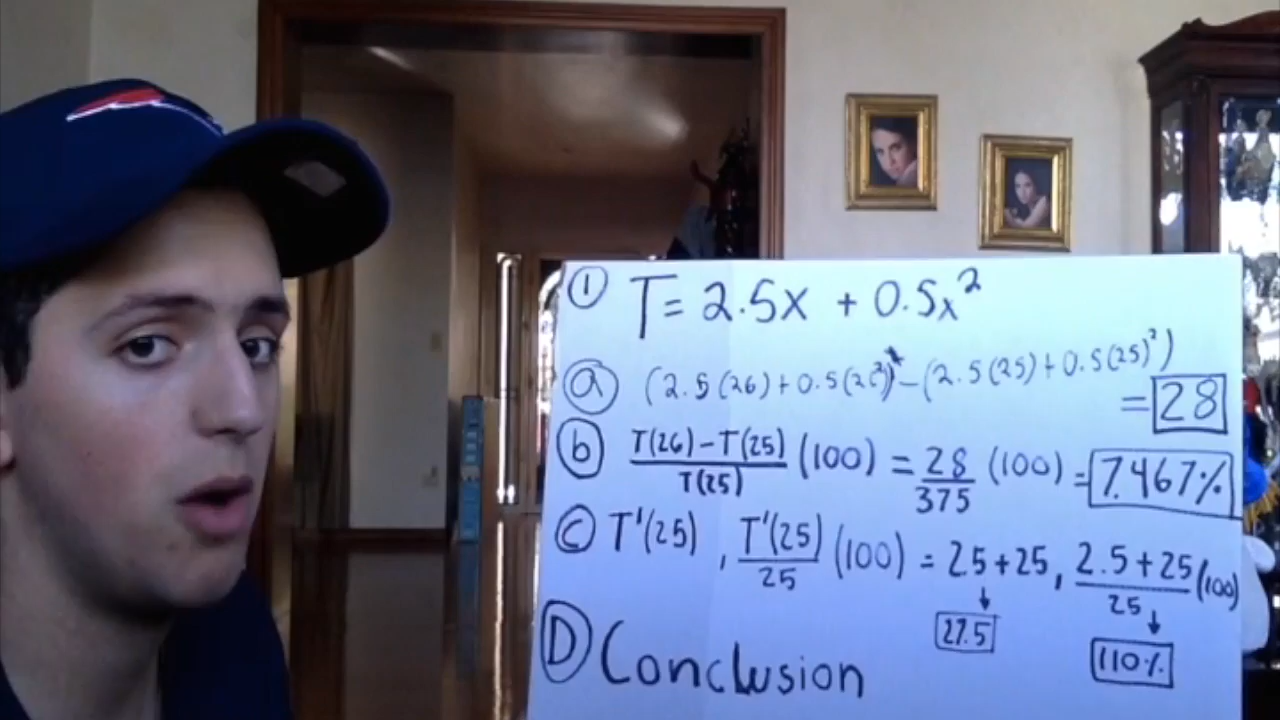 ① T = 2.5x + 0.5x²
ⓐ (2.5(26) + 0.5(26²)) - (2.5(25) + 0.5(25)²)
= 28
ⓑ T(26) - T(25) / T(25) (100) = 28 / 375 (100) = 7.467%
ⓒ T'(25) , T'(25) / 25 (100) = 2.5 + 25 , 2.5 + 25 / 25 (100)
27.5
110%
Ⓓ Conclusion